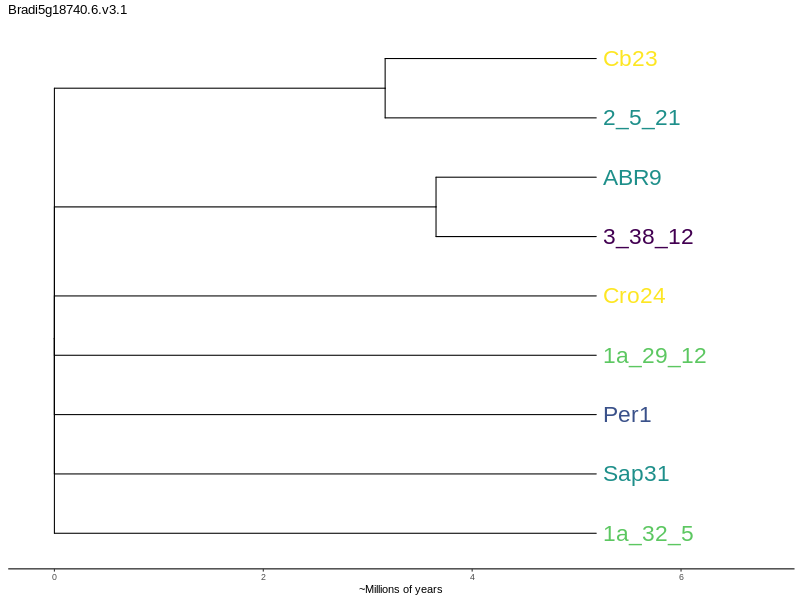 Bradi5g18740.6.v3.1
Cb23
2_5_21
ABR9
3_38_12
Cro24
1a_29_12
Per1
Sap31
1a_32_5
0 2 4 6
~Millions of years